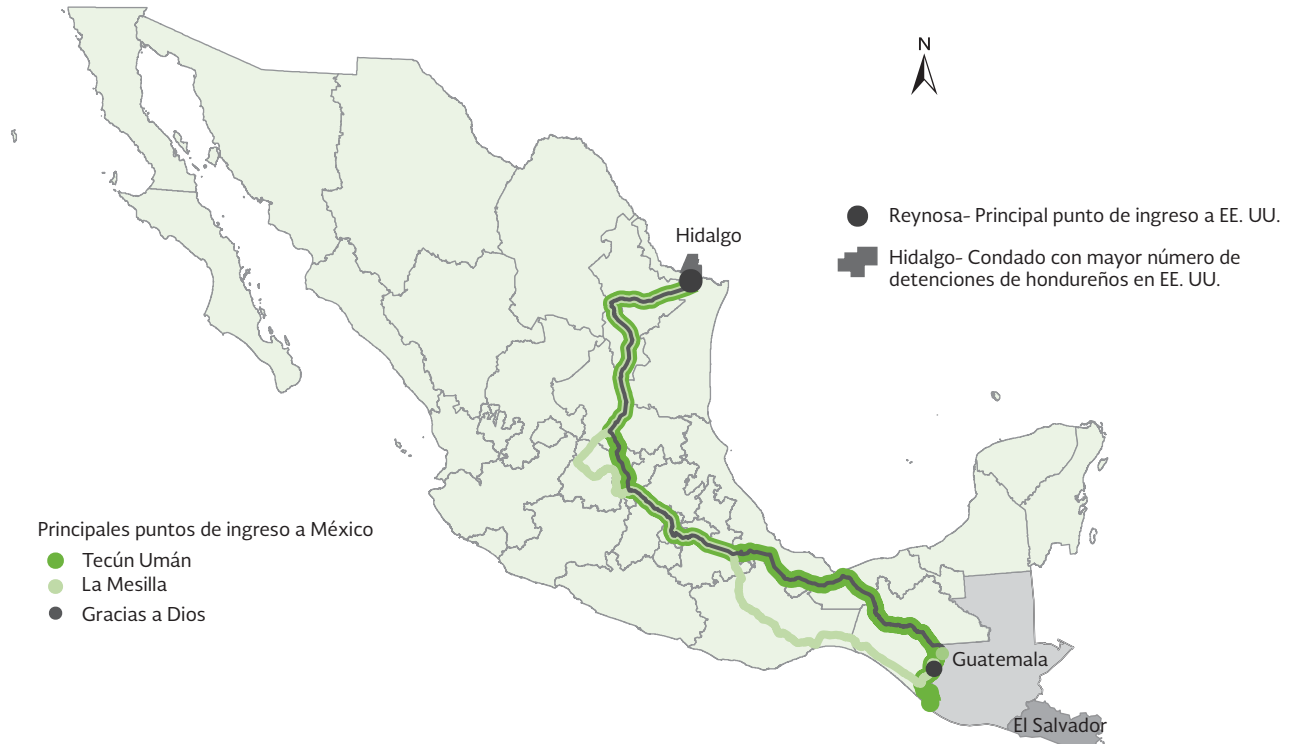 N
Reynosa- Principal punto de ingreso a EE. UU.
Hidalgo
Hidalgo- Condado con mayor número de
detenciones de hondureños en EE. UU.
Principales puntos de ingreso a México
Tecún Umán
La Mesilla
Gracias a Dios
Guatemala
El Salvador